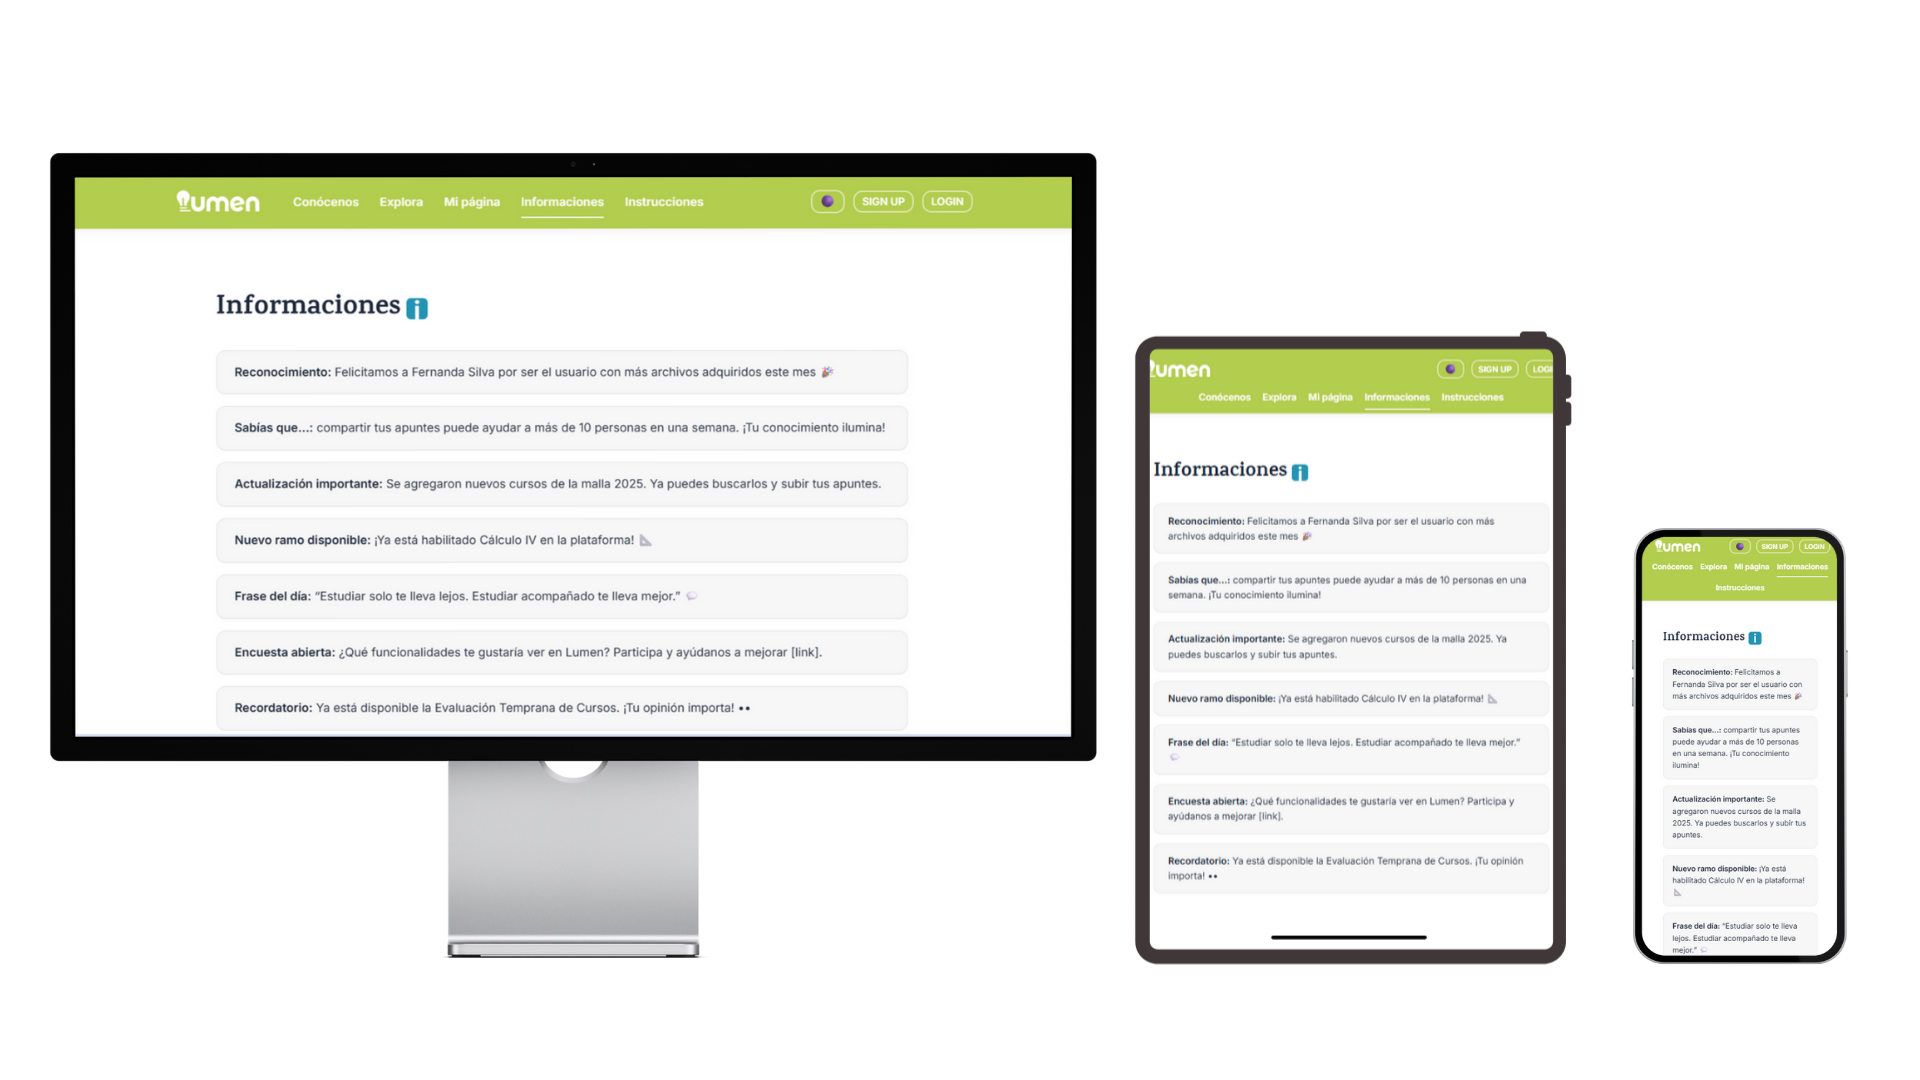 Lumen
Conócenos Explora Mi página Informaciones Instrucciones
SIGN UP LOGIN
Informaciones i
Reconocimiento: Felicitamos a Fernanda Silva por ser el usuario con más archivos adquiridos este mes 🎉
Sabías que...: compartir tus apuntes puede ayudar a más de 10 personas en una semana. ¡Tu conocimiento ilumina!
Actualización importante: Se agregaron nuevos cursos de la malla 2025. Ya puedes buscarlos y subir tus apuntes.
Nuevo ramo disponible: ¡Ya está habilitado Cálculo IV en la plataforma! 📐
Frase del día: “Estudiar solo te lleva lejos. Estudiar acompañado te lleva mejor.” 💬
Encuesta abierta: ¿Qué funcionalidades te gustaría ver en Lumen? Participa y ayúdanos a mejorar [link].
Recordatorio: Ya está disponible la Evaluación Temprana de Cursos. ¡Tu opinión importa! 👀
Lumen
SIGN UP LOGI
Conócenos Explora Mi página Informaciones Instrucciones
Informaciones i
Reconocimiento: Felicitamos a Fernanda Silva por ser el usuario con más
archivos adquiridos este mes 🎉
Sabías que...: compartir tus apuntes puede ayudar a más de 10 personas en una
semana. ¡Tu conocimiento ilumina!
Actualización importante: Se agregaron nuevos cursos de la malla 2025. Ya
puedes buscarlos y subir tus apuntes.
Nuevo ramo disponible: ¡Ya está habilitado Cálculo IV en la plataforma! 📐
Frase del día: “Estudiar solo te lleva lejos. Estudiar acompañado te lleva mejor.”
💬
Encuesta abierta: ¿Qué funcionalidades te gustaría ver en Lumen? Participa y
ayúdanos a mejorar [link].
Recordatorio: Ya está disponible la Evaluación Temprana de Cursos. ¡Tu opinión
importa! 👀
Lumen
SIGN UP LOGIN
Conócenos Explora Mi página Informaciones
Instrucciones
Informaciones i
Reconocimiento: Felicitamos a
Fernanda Silva por ser el usuario con
más archivos adquiridos este mes 🎉
Sabías que...: compartir tus apuntes
puede ayudar a más de 10 personas
en una semana. ¡Tu conocimiento
ilumina!
Actualización importante: Se
agregaron nuevos cursos de la malla
2025. Ya puedes buscarlos y subir tus
apuntes.
Nuevo ramo disponible: ¡Ya está
habilitado Cálculo IV en la plataforma!
📐
Frase del día: “Estudiar solo te lleva
lejos. Estudiar acompañado te lleva
mejor.” 💬